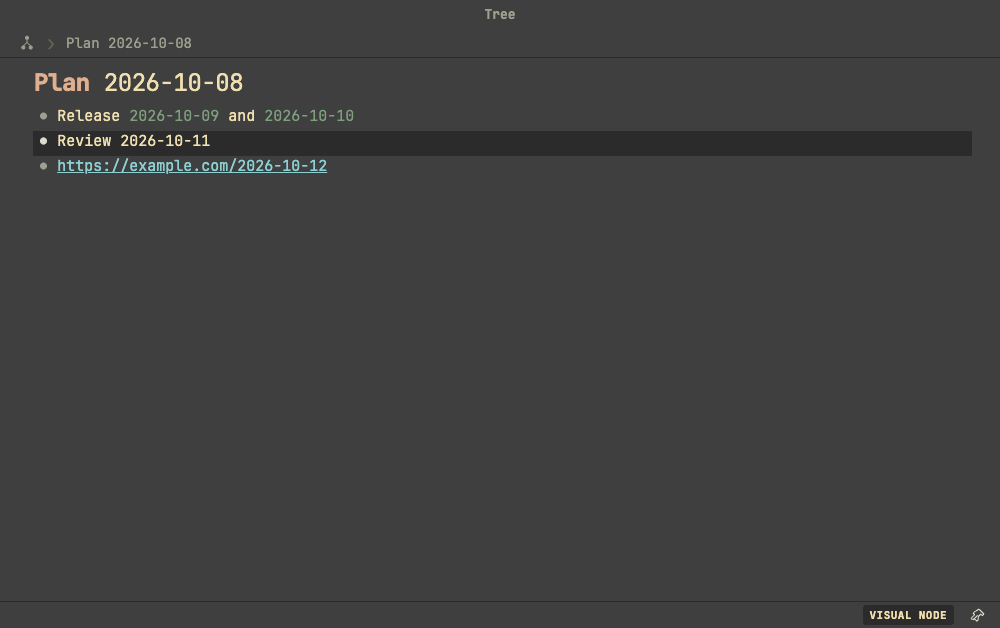 Tree
Plan 2026-10-08
Plan 2026-10-08
Release 2026-10-09 and 2026-10-10
Review 2026-10-11
https://example.com/2026-10-12
VISUAL NODE